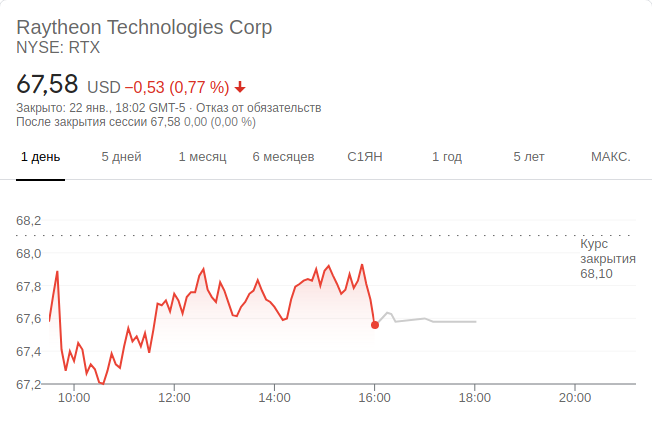 Raytheon Technologies Corp
NYSE: RTX
67,58 USD −0,53 (0,77 %)
Закрыто: 22 янв., 18:02 GMT-5 · Отказ от обязательств
После закрытия сессии 67,58 0,00 (0,00 %)
1 день 5 дней 1 месяц 6 месяцев С1ЯН 1 год 5 лет МАКС.
68,2
Курс
закрытия
68,10
68,0
67,8
67,6
67,4
67,2
10:00 12:00 14:00 16:00 18:00 20:00